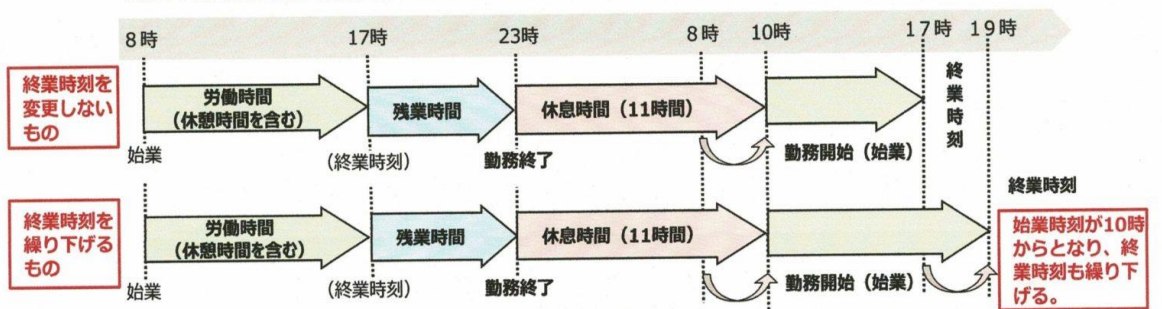 8時 17時 23時 8時 10時 17時 19時
終業時刻を
変更しない
もの
労働時間
(休憩時間を含む)
残業時間
休息時間(11時間)
終業時刻
始業
(終業時刻)
勤務終了
勤務開始(始業)
終業時刻
終業時刻を
繰り下げる
もの
労働時間
(休憩時間を含む)
残業時間
休息時間(11時間)
始業時刻が10時
からとなり、終
業時刻も繰り下
げる。
始業
(終業時刻)
勤務終了
勤務開始(始業)